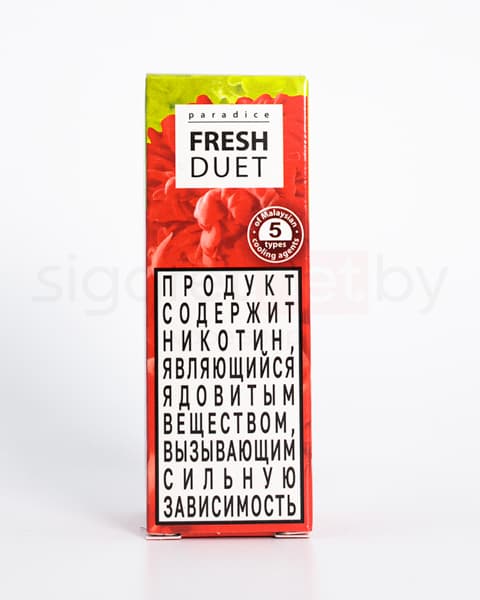 paradice
FRESH
DUET
of Malaysian
5
types
cooling agents
ПРОДУКТ
СОДЕРЖИТ
НИКОТИН,
ЯВЛЯЮЩИЙСЯ
ЯДОВИТЫМ
ВЕЩЕСТВОМ,
ВЫЗЫВАЮЩИМ
СИЛЬНУЮ
ЗАВИСИМОСТЬ